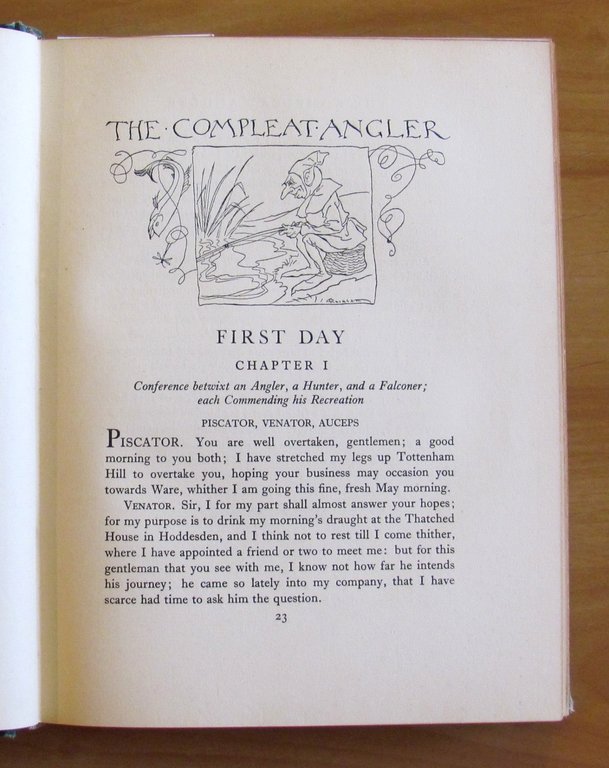 THE · COMPLEAT · ANGLER
FIRST DAY
CHAPTER I
Conference betwixt an Angler, a Hunter, and a Falconer;
each Commending his Recreation
PISCATOR, VENATOR, AUCEPS
PISCATOR. You are well overtaken, gentlemen; a good
morning to you both; I have stretched my legs up Tottenham
Hill to overtake you, hoping your business may occasion you
towards Ware, whither I am going this fine, fresh May morning.
VENATOR. Sir, I for my part shall almost answer your hopes;
for my purpose is to drink my morning's draught at the Thatched
House in Hoddesden, and I think not to rest till I come thither,
where I have appointed a friend or two to meet me: but for this
gentleman that you see with me, I know not how far he intends
his journey; he came so lately into my company, that I have
scarce had time to ask him the question.
23